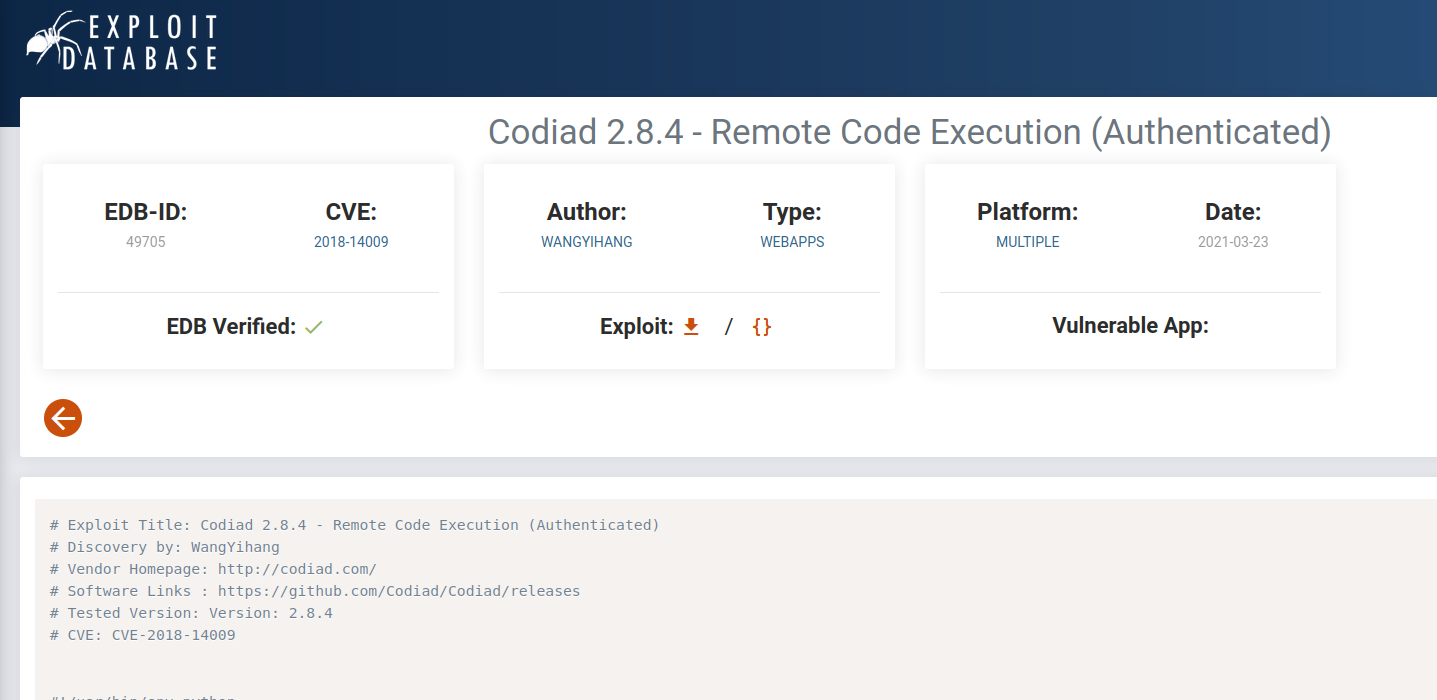 EXPLOIT
DATABASE
Codiad 2.8.4 - Remote Code Execution (Authenticated)
EDB-ID:
49705
CVE:
2018-14009
EDB Verified:
Author:
WANGYIHANG
Type:
WEBAPPS
Exploit: / {}
Platform:
MULTIPLE
Date:
2021-03-23
Vulnerable App:
# Exploit Title: Codiad 2.8.4 - Remote Code Execution (Authenticated)
# Discovery by: WangYihang
# Vendor Homepage: http://codiad.com/
# Software Links : https://github.com/Codiad/Codiad/releases
# Tested Version: Version: 2.8.4
# CVE: CVE-2018-14009